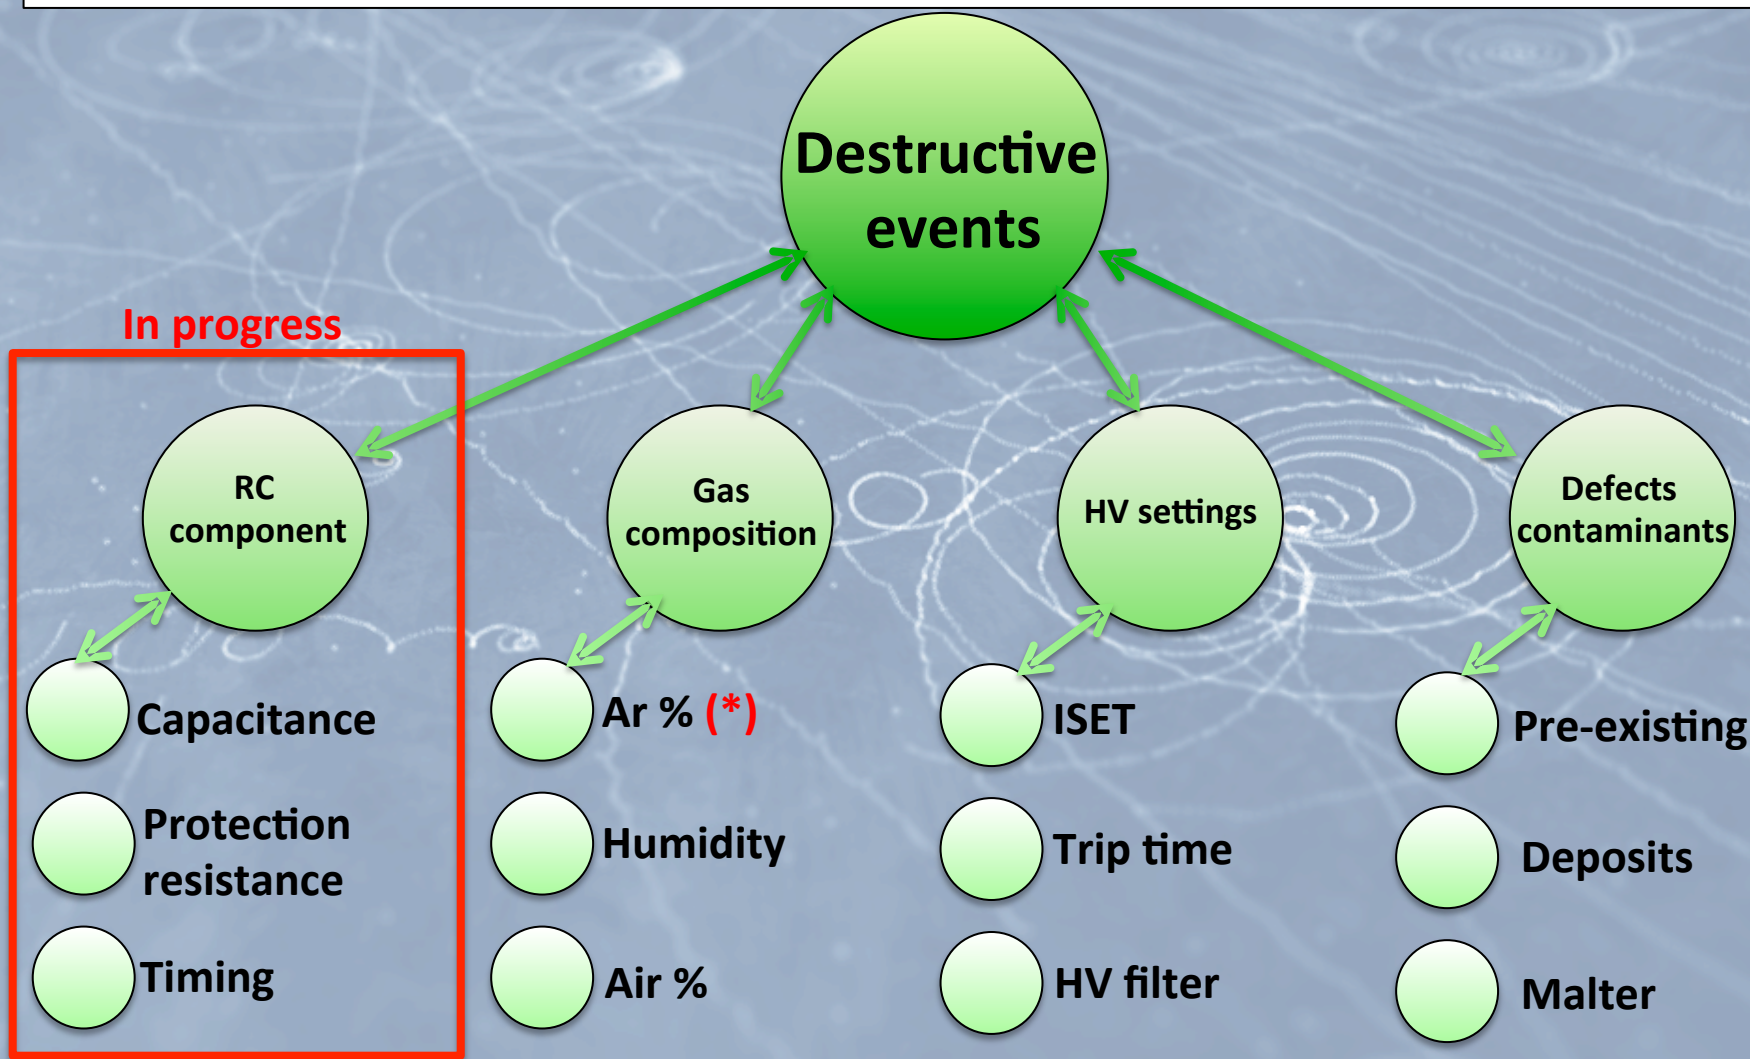 Destructive
events
In progress
RC
component
Gas
composition
HV settings
Defects
contaminants
Capacitance
Protection
resistance
Timing
Ar % (*)
Humidity
Air %
ISET
Trip time
HV filter
Pre-existing
Deposits
Malter